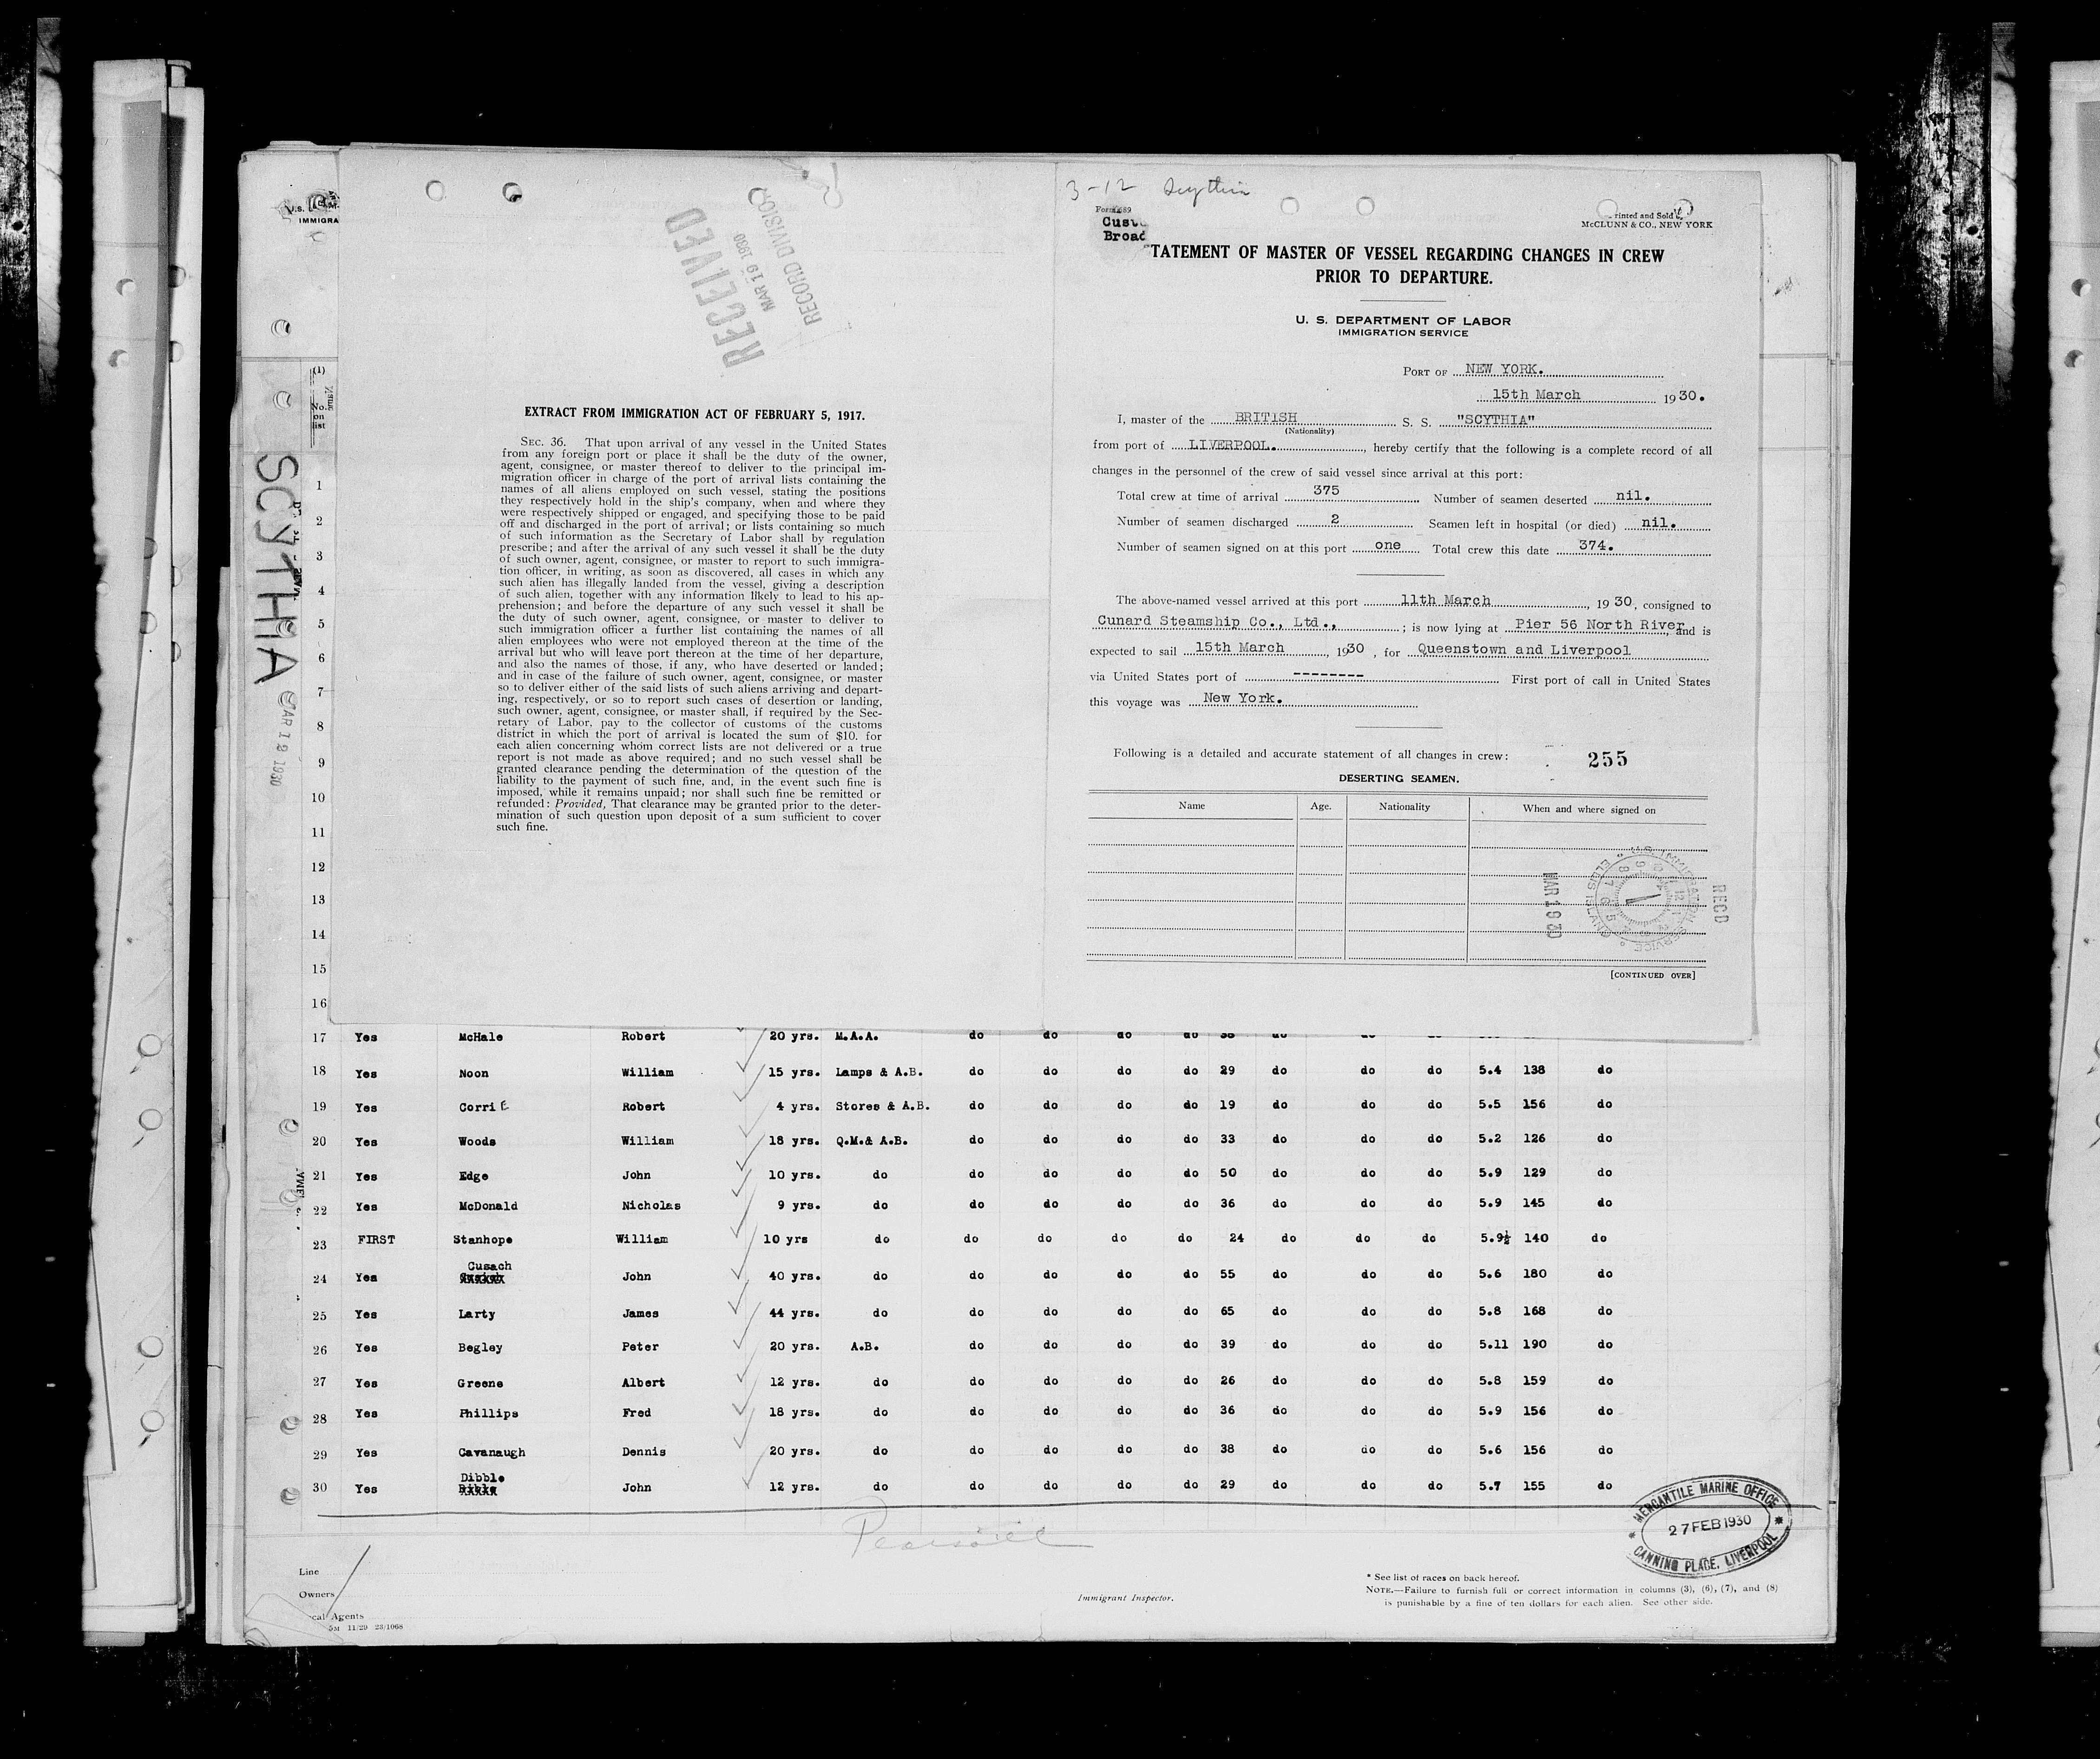 U.S.
IMMIGRA
(1)
No.
on
list
SCYTHIA
MAR 12 1930
RECEIVED
MAR 19 1930
RECORD DIVISION
EXTRACT FROM IMMIGRATION ACT OF FEBRUARY 5, 1917.
SEC. 36. That upon arrival of any vessel in the United States
from any foreign port or place it shall be the duty of the owner,
agent, consignee, or master thereof to deliver to the principal im-
migration officer in charge of the port of arrival lists containing the
names of all aliens employed on such vessel, stating the positions
they respectively hold in the ship's company, when and where they
were respectively shipped or engaged, and specifying those to be paid
off and discharged in the port of arrival; or lists containing so much
of such information as the Secretary of Labor shall by regulation
prescribe; and after the arrival of any such vessel it shall be the duty
of such owner, agent, consignee, or master to report to such immigra-
tion officer, in writing, as soon as discovered, all cases in which any
such alien has illegally landed from the vessel, giving a description
of such alien, together with any information likely to lead to his ap-
prehension; and before the departure of any such vessel it shall be
the duty of such owner, agent, consignee, or master to deliver to
such immigration officer a further list containing the names of all
alien employees who were not employed thereon at the time of the
arrival but who will leave port thereon at the time of her departure,
and also the names of those, if any, who have deserted or landed;
and in case of the failure of such owner, agent, consignee, or master
so to deliver either of the said lists of such aliens arriving and depart-
ing, respectively, or so to report such cases of desertion or landing,
such owner, agent, consignee, or master shall, if required by the Sec-
retary of Labor, pay to the collector of customs of the customs
district in which the port of arrival is located the sum of $10. for
each alien concerning whom correct lists are not delivered or a true
report is not made as above required; and no such vessel shall be
granted clearance pending the determination of the question of the
liability to the payment of such fine, and, in the event such fine is
imposed, while it remains unpaid; nor shall such fine be remitted or
refunded: Provided, That clearance may be granted prior to the deter-
mination of such question upon deposit of a sum sufficient to cover
such fine.
3-12 Scythia
Form 689
Custo
Broad
Printed and Sold
McCLUNN & CO., NEW YORK
TATEMENT OF MASTER OF VESSEL REGARDING CHANGES IN CREW
PRIOR TO DEPARTURE.
U. S. DEPARTMENT OF LABOR
IMMIGRATION SERVICE
PORT OF NEW YORK.
15th March 1930.
I, master of the BRITISH S. S. "SCYTHIA"
(Nationality)
from port of LIVERPOOL., hereby certify that the following is a complete record of all
changes in the personnel of the crew of said vessel since arrival at this port:
Total crew at time of arrival 375 Number of seamen deserted nil.
Number of seamen discharged 2 Seamen left in hospital (or died) nil.
Number of seamen signed on at this port one Total crew this date 374.
The above-named vessel arrived at this port 11th March, 1930, consigned to
Cunard Steamship Co., Ltd.,; is now lying at Pier 56 North River, and is
expected to sail 15th March, 1930, for Queenstown and Liverpool
via United States port of -------- First port of call in United States
this voyage was New York.
Following is a detailed and accurate statement of all changes in crew: 255
DESERTING SEAMEN.
Name Age. Nationality When and where signed on
RECD
MAR 19 30
U.S. IMMIGRATION SERVICE ELLIS ISLAND
[CONTINUED OVER]
1
2
3
4
5
6
7
8
9
10
11
12
13
14
15
16
17 Yes McHale Robert 20 yrs. M.A.A. do do do do 38 do do do
18 Yes Noon William 15 yrs. Lamps & A.B. do do do do 29 do do do 5.4 138 do
19 Yes Corrie Robert 4 yrs. Stores & A.B. do do do do 19 do do do 5.5 156 do
20 Yes Woods William 18 yrs. Q.M.& A.B. do do do do 33 do do do 5.2 126 do
21 Yes Edge John 10 yrs. do do do do do 50 do do do 5.9 129 do
22 Yes McDonald Nicholas 9 yrs. do do do do do 36 do do do 5.9 145 do
23 FIRST Stanhope William 10 yrs do do do do do 24 do do do 5.9½ 140 do
24 Yes Cusach John 40 yrs. do do do do do 55 do do do 5.6 180 do
25 Yes Larty James 44 yrs. do do do do do 65 do do do 5.8 168 do
26 Yes Begley Peter 20 yrs. A.B. do do do do 39 do do do 5.11 190 do
27 Yes Greene Albert 12 yrs. do do do do do 26 do do do 5.8 159 do
28 Yes Phillips Fred 18 yrs. do do do do do 36 do do do 5.9 156 do
29 Yes Cavanaugh Dennis 20 yrs. do do do do do 38 do do do 5.6 156 do
30 Yes Dibble John 12 yrs. do do do do do 29 do do do 5.7 155 do
MERCANTILE MARINE OFFICE
27 FEB 1930
CANNING PLACE, LIVERPOOL
Line
Owners
cal Agents
5M 11/29 23/1068
Immigrant Inspector.
* See list of races on back hereof.
NOTE.—Failure to furnish full or correct information in columns (3), (6), (7), and (8)
is punishable by a fine of ten dollars for each alien. See other side.